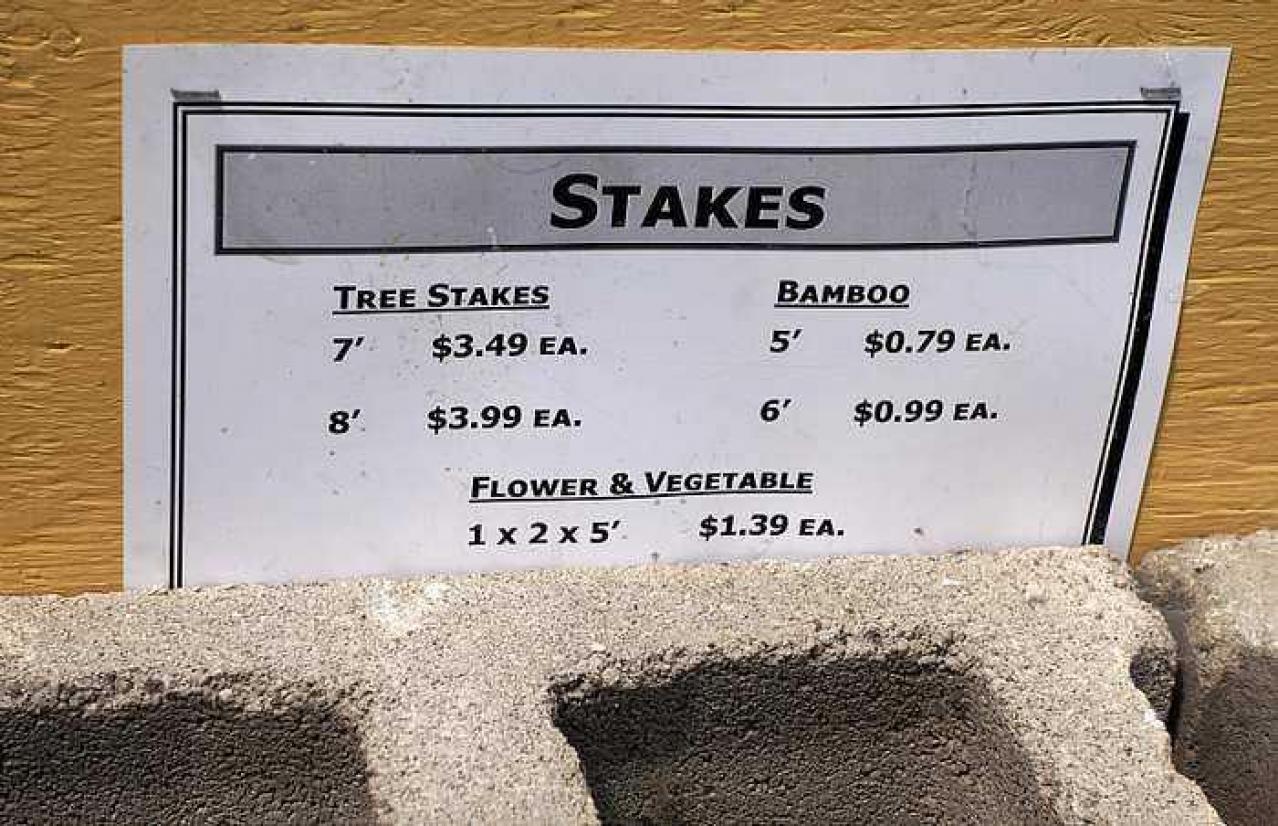 STAKES
TREE STAKES
7' $3.49 EA.
8' $3.99 EA.
BAMBOO
5' $0.79 EA.
6' $0.99 EA.
FLOWER & VEGETABLE
1 x 2 x 5' $1.39 EA.